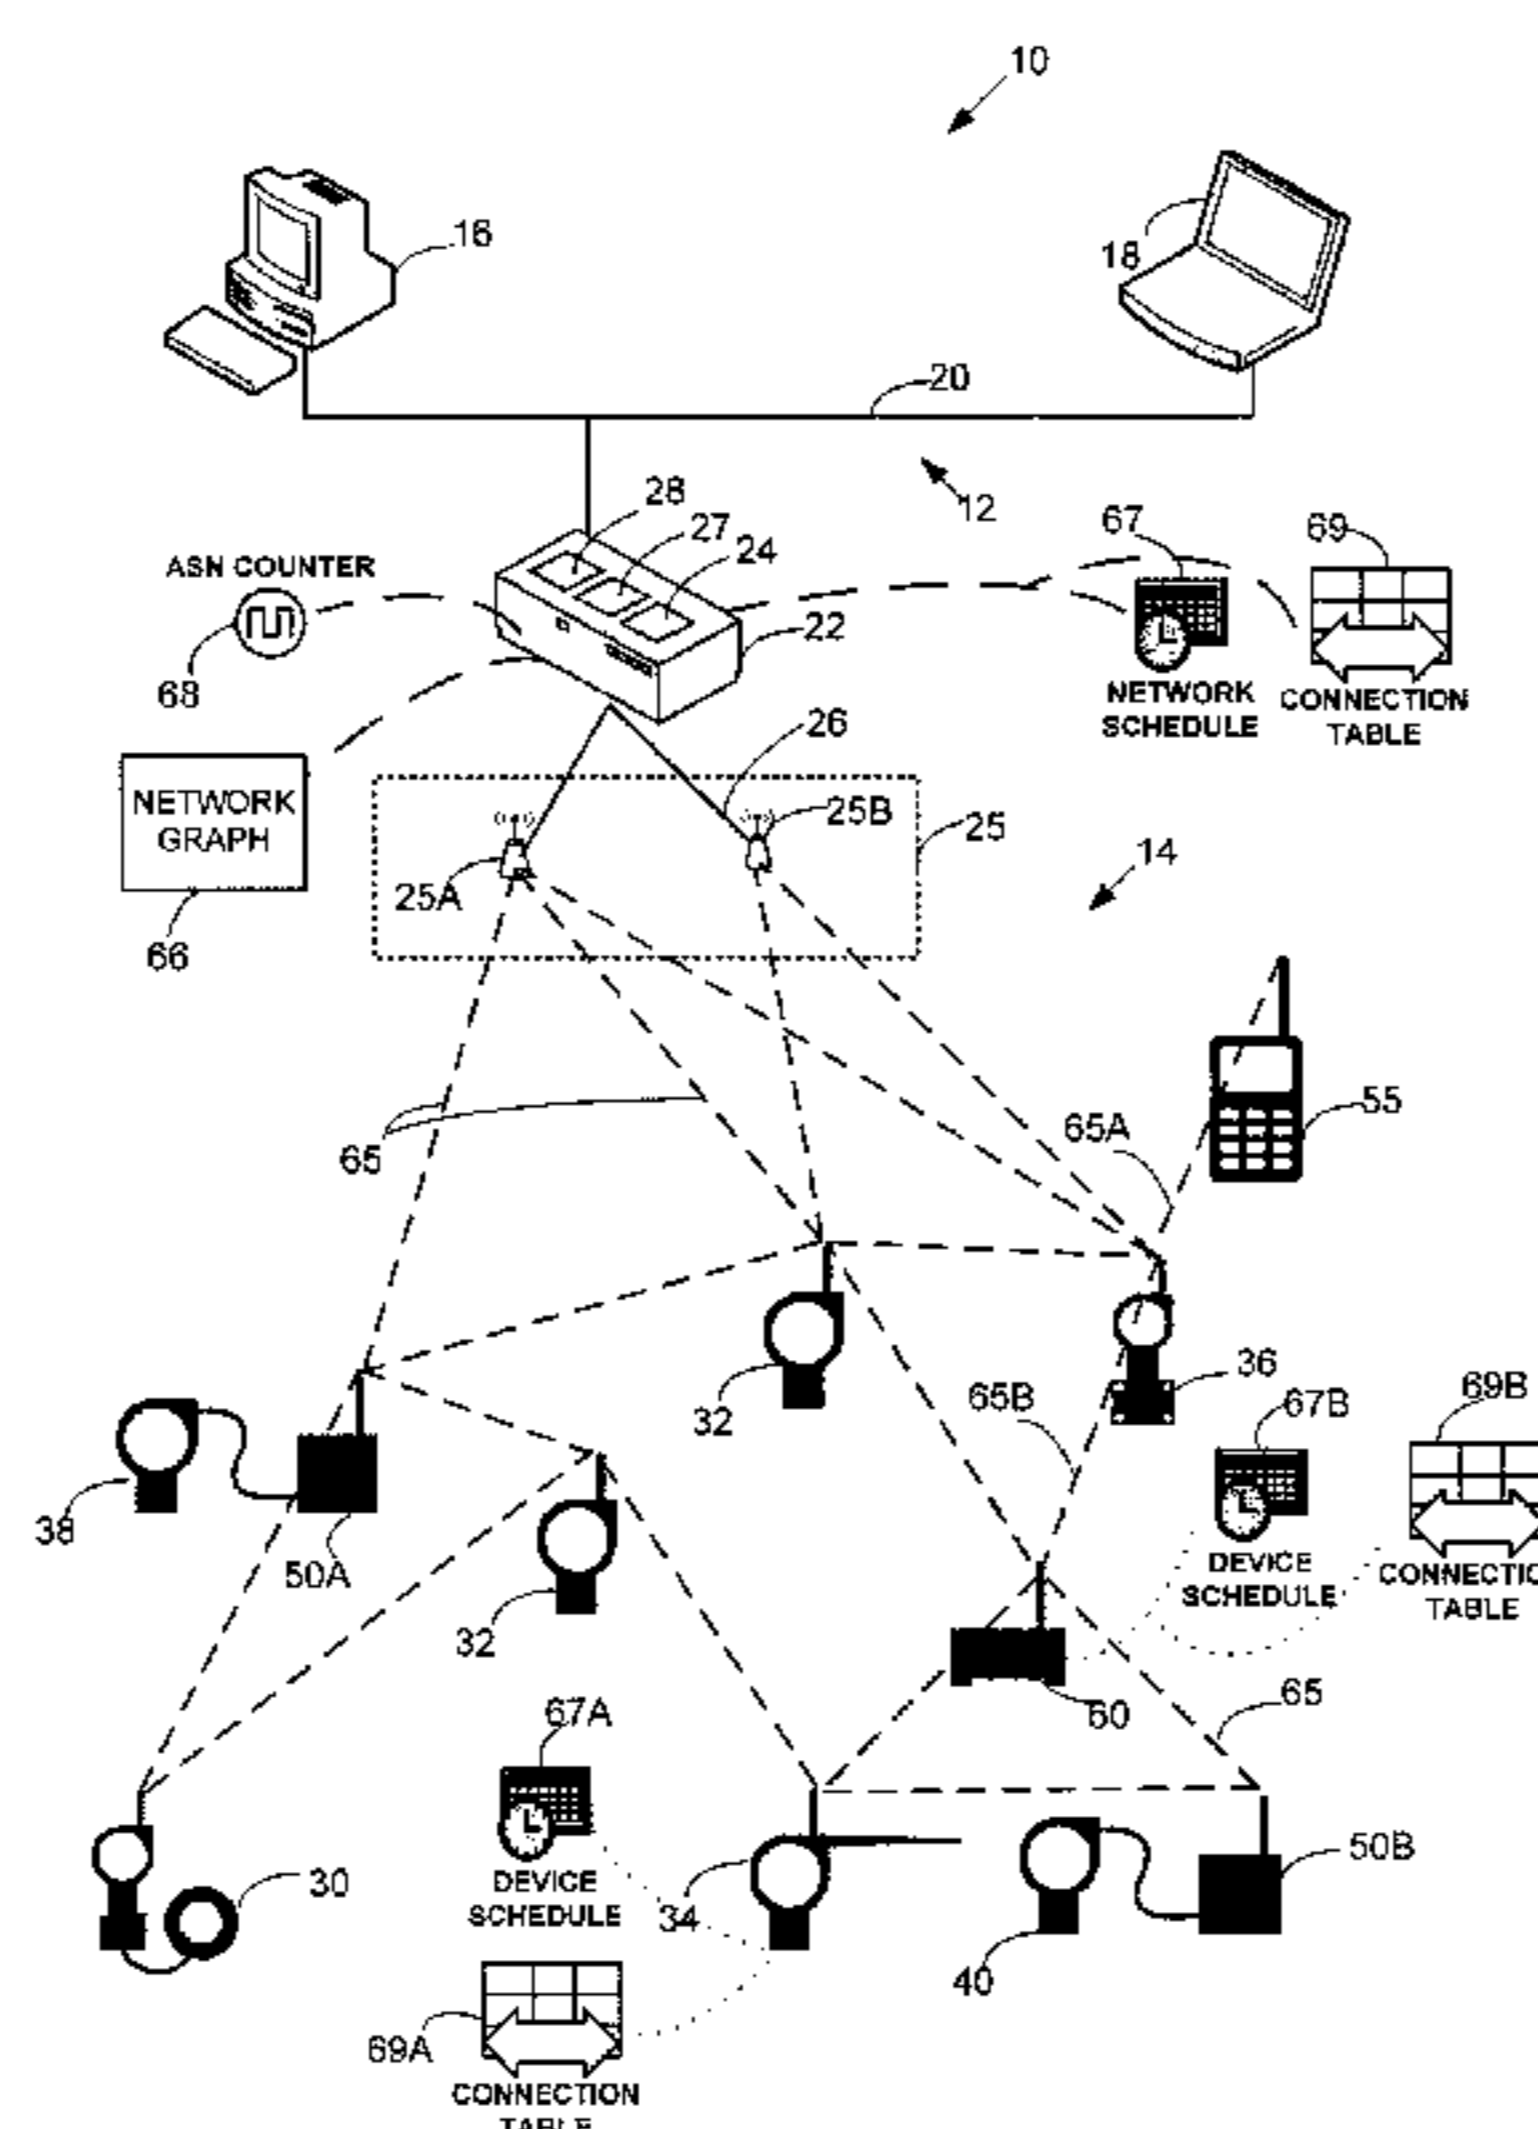 10
16
18
20
12
28
27
24
22
ASN COUNTER
68
67
69
NETWORK
SCHEDULE
CONNECTION
TABLE
26
NETWORK
GRAPH
66
25A
25B
25
14
65
65A
55
32
36
65B
67B
69B
38
50A
32
DEVICE
SCHEDULE
CONNECTIO
TABLE
60
65
67A
30
DEVICE
SCHEDULE
34
40
50B
69A
CONNECTION
TABLE